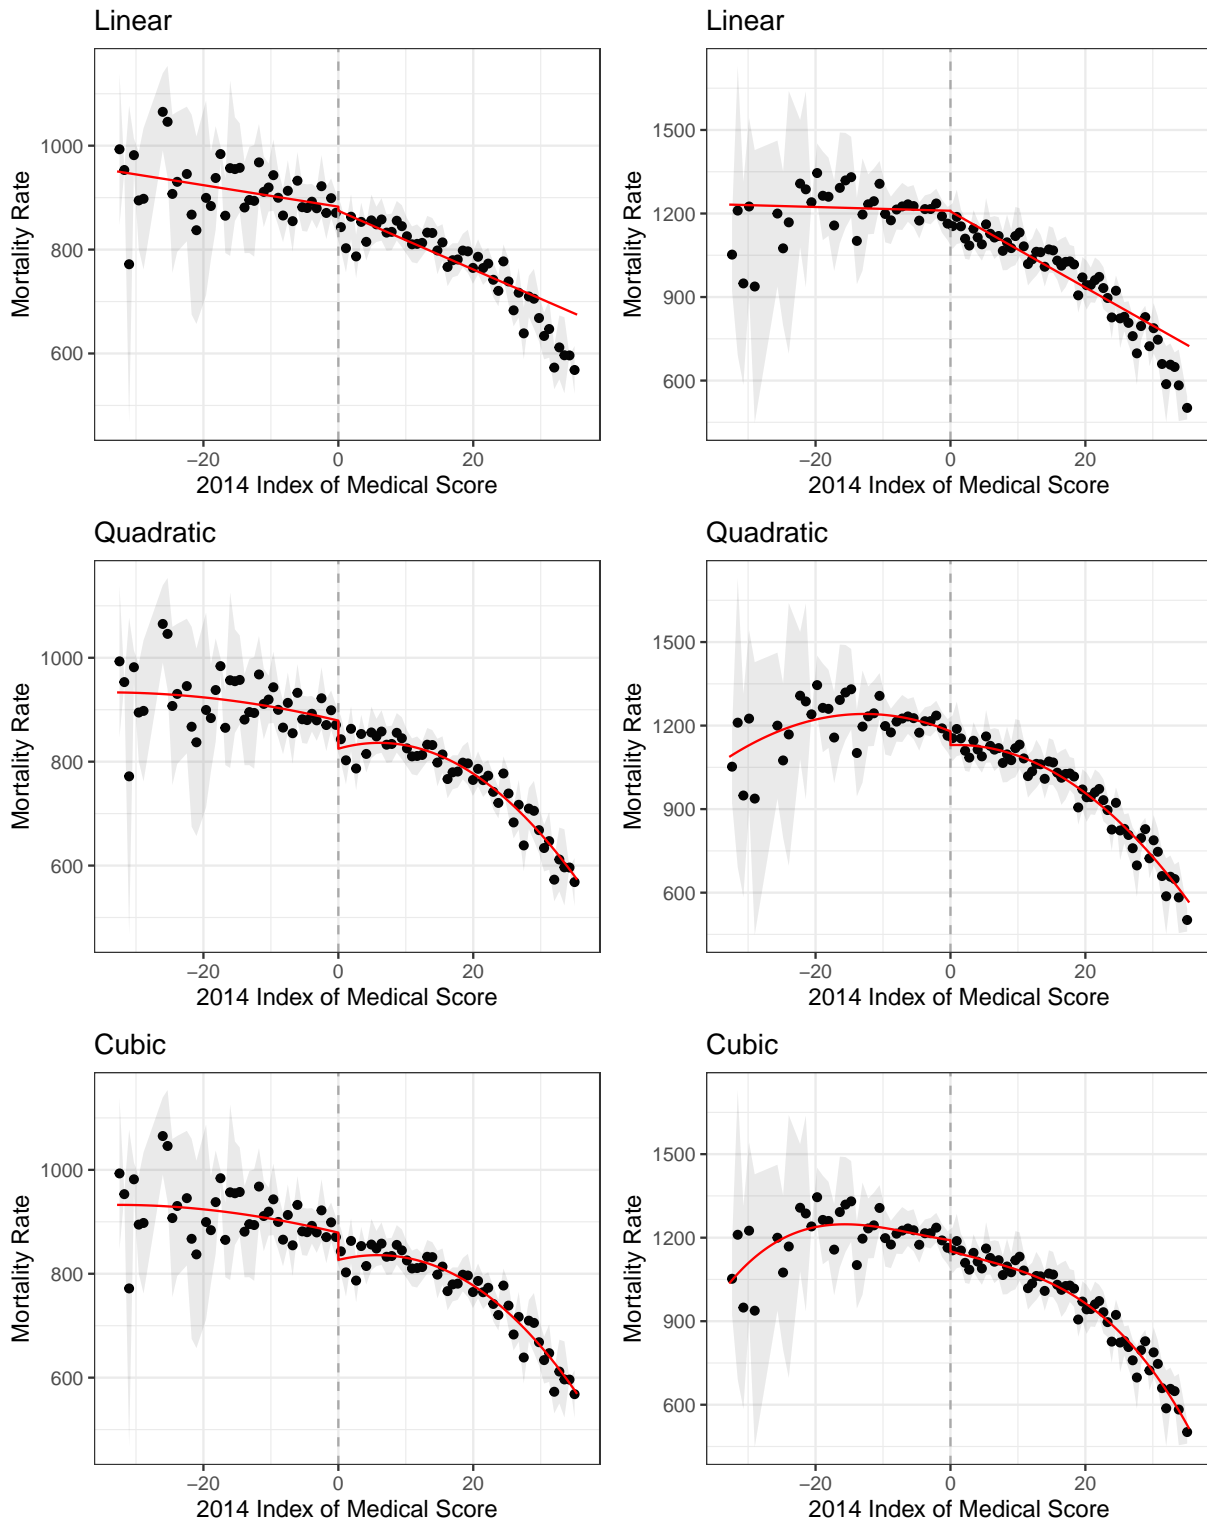 Linear
Mortality Rate
1000
800
600
−20 0 20
2014 Index of Medical Score
Linear
Mortality Rate
1500
1200
900
600
−20 0 20
2014 Index of Medical Score
Quadratic
Mortality Rate
1000
800
600
−20 0 20
2014 Index of Medical Score
Quadratic
Mortality Rate
1500
1200
900
600
−20 0 20
2014 Index of Medical Score
Cubic
Mortality Rate
1000
800
600
−20 0 20
2014 Index of Medical Score
Cubic
Mortality Rate
1500
1200
900
600
−20 0 20
2014 Index of Medical Score